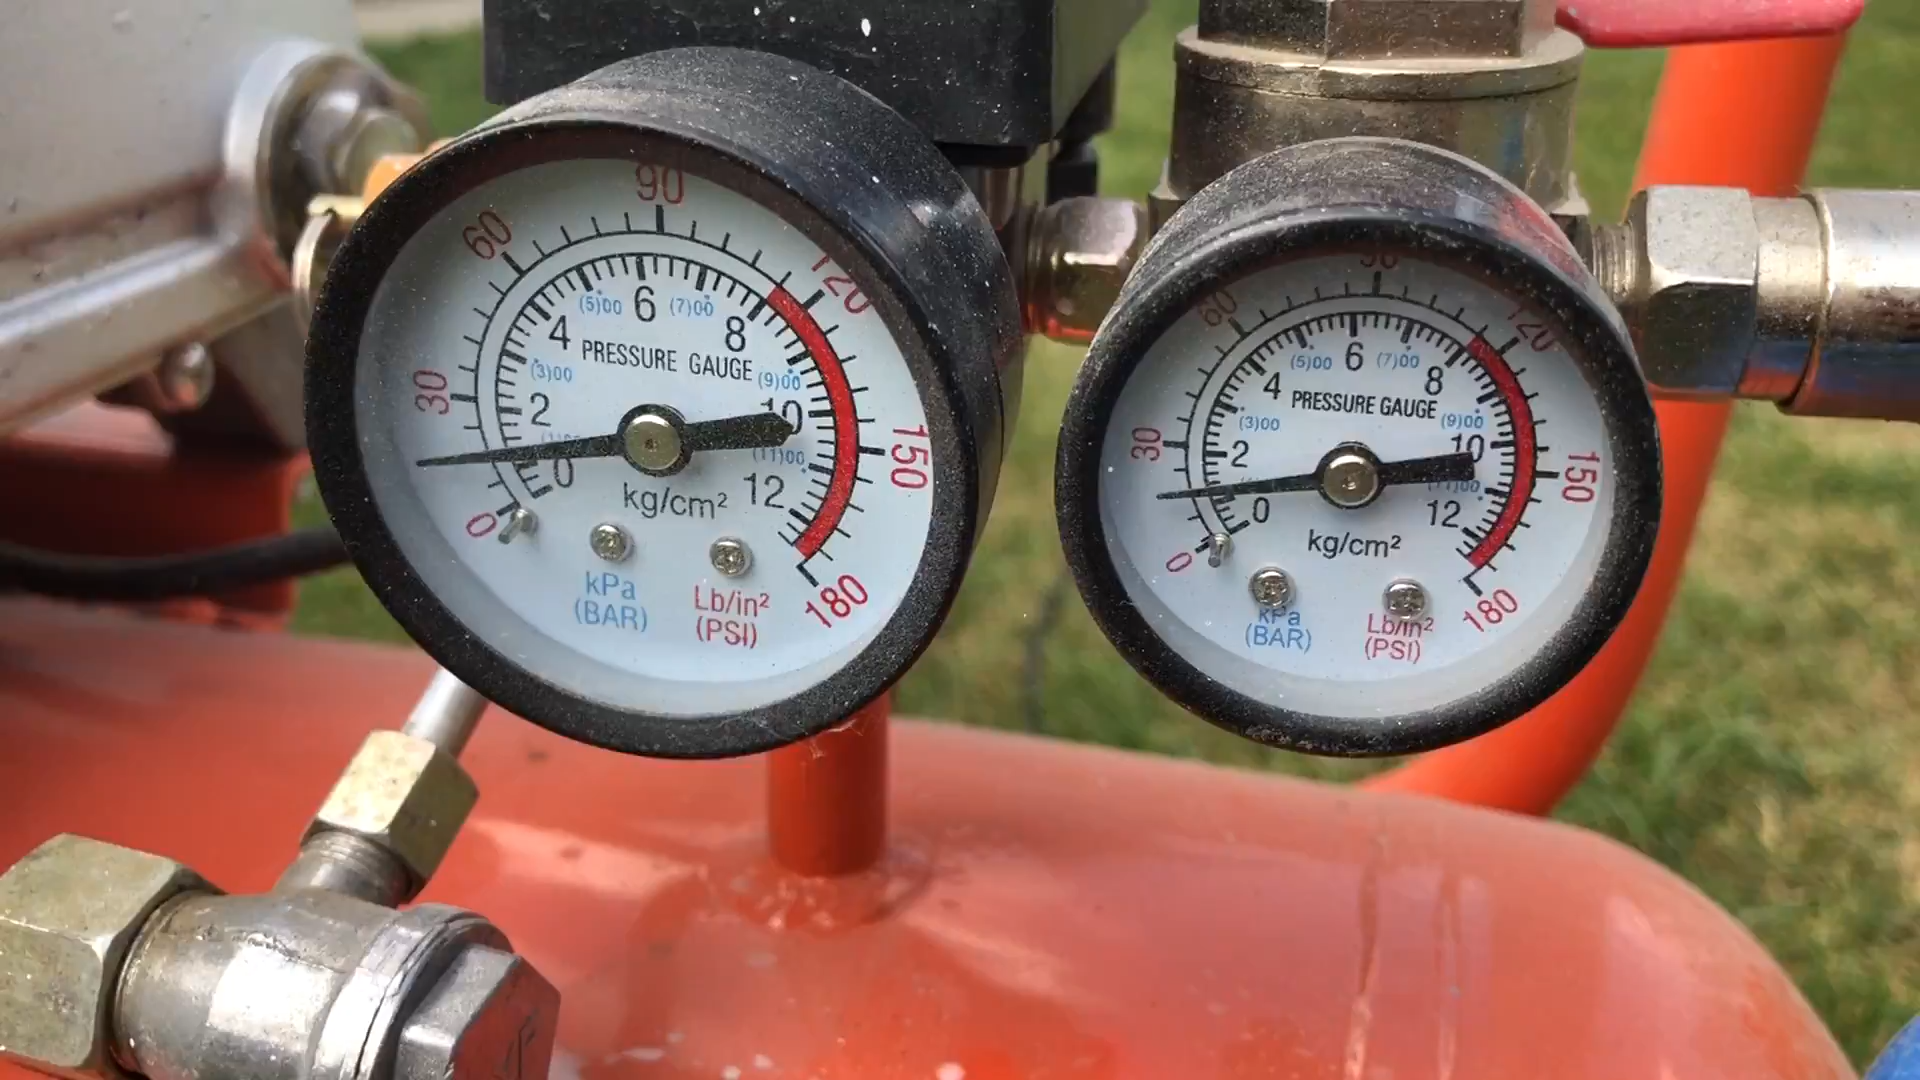 0 30 60 90 120 150 180
0 2 4 6 8 10 12
(3)00 (5)00 (7)00 (9)00 (11)00
PRESSURE GAUGE
kg/cm²
kPa
(BAR)
Lb/in²
(PSI)
0 30 60 90 120 150 180
0 2 4 6 8 10 12
(3)00 (5)00 (7)00 (9)00 (11)00
PRESSURE GAUGE
kg/cm²
kPa
(BAR)
Lb/in²
(PSI)